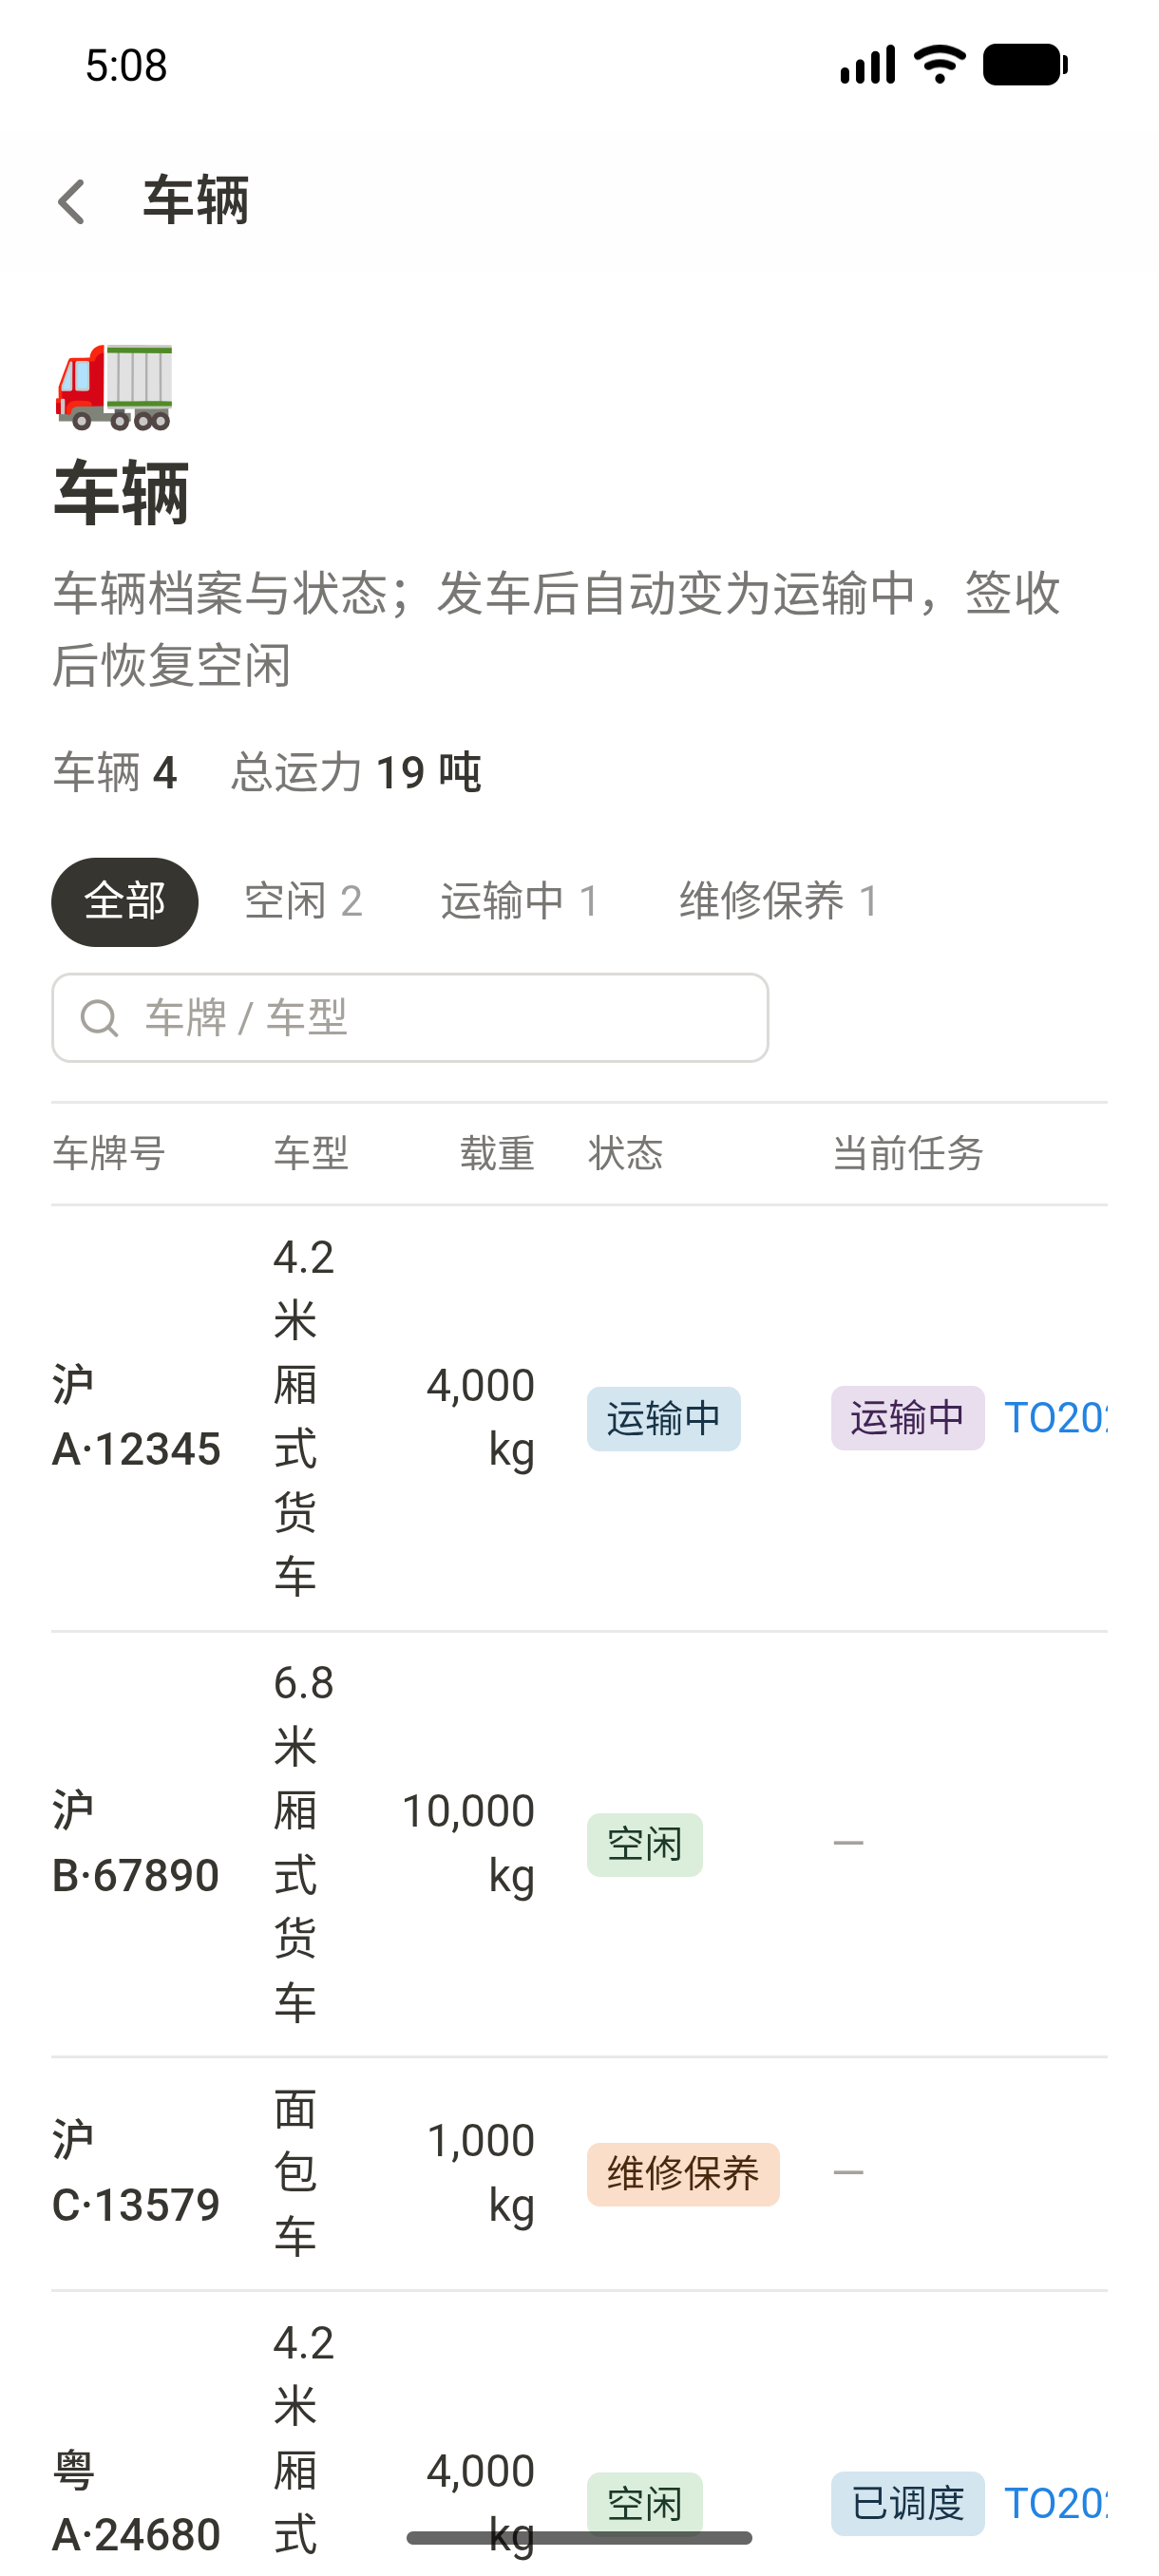 5:08
车辆
车辆
车辆档案与状态；发车后自动变为运输中，签收
后恢复空闲
车辆 4 总运力 19 吨
全部 空闲 2 运输中 1 维修保养 1
车牌 / 车型
车牌号 车型 载重 状态 当前任务
沪
A·12345
4.2
米
厢
式
货
车
4,000
kg
运输中
运输中 TO202
沪
B·67890
6.8
米
厢
式
货
车
10,000
kg
空闲
—
沪
C·13579
面
包
车
1,000
kg
维修保养
—
粤
A·24680
4.2
米
厢
式
4,000
kg
空闲
已调度 TO202